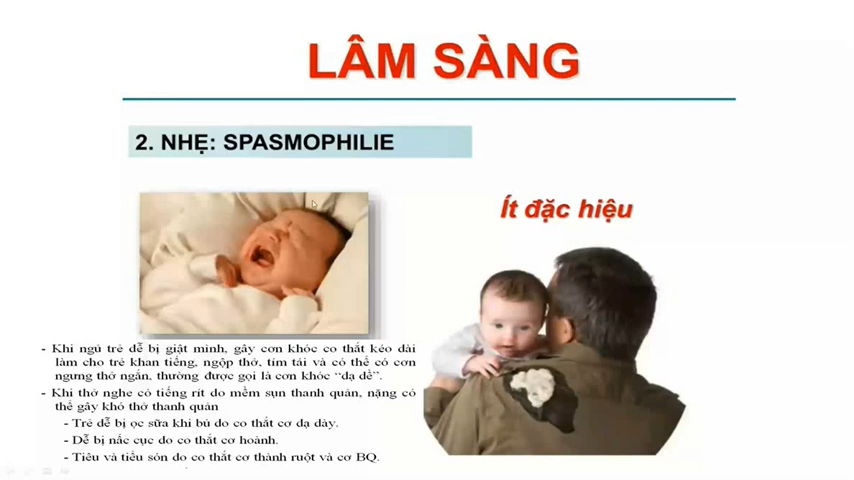 LÂM SÀNG
2. NHẸ: SPASMOPHILIE
Ít đặc hiệu
- Khi ngủ trẻ dễ bị giật mình, gây cơn khóc co thắt kéo dài
làm cho trẻ khan tiếng, ngộp thở, tím tái và có thể có cơn
ngưng thở ngắn, thường được gọi là cơn khóc “dạ đề”.
- Khi thở nghe có tiếng rít do mềm sụn thanh quản, nặng có
thể gây khó thở thanh quản
- Trẻ dễ bị ọc sữa khi bú do co thắt cơ dạ dày.
- Dễ bị nấc cục do co thắt cơ hoành.
- Tiêu và tiểu són do co thắt cơ thành ruột và cơ BQ.